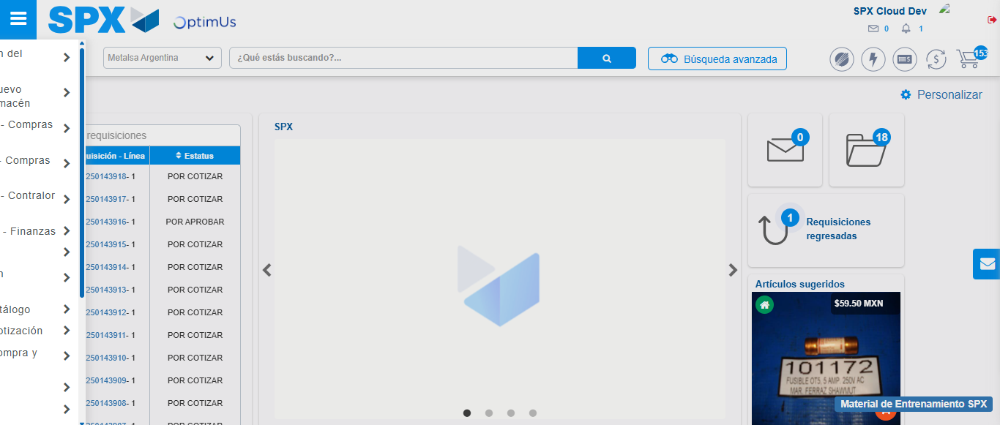 SPX
OptimUs
SPX Cloud Dev
0
1
Metalsa Argentina
¿Qué estás buscando?...
Búsqueda avanzada
153
Personalizar
n del
uevo
macén
- Compras
- Compras
- Contralor
- Finanzas
n
tálogo
otización
ompra y
requisiciones
uisición - Línea
Estatus
250143918- 1
POR COTIZAR
250143917- 1
POR COTIZAR
250143916- 1
POR APROBAR
250143915- 1
POR COTIZAR
250143914- 1
POR COTIZAR
250143913- 1
POR COTIZAR
250143912- 1
POR COTIZAR
250143911- 1
POR COTIZAR
250143910- 1
POR COTIZAR
250143909- 1
POR COTIZAR
250143908- 1
POR COTIZAR
250143907- 1
POR COTIZAR
SPX
0
18
1
Requisiciones
regresadas
Artículos sugeridos
$59.50 MXN
101172
FUSIBLE OT5, 5 AMP. 250V AC
MAR. FERRAZ SHAWMUT
Material de Entrenamiento SPX